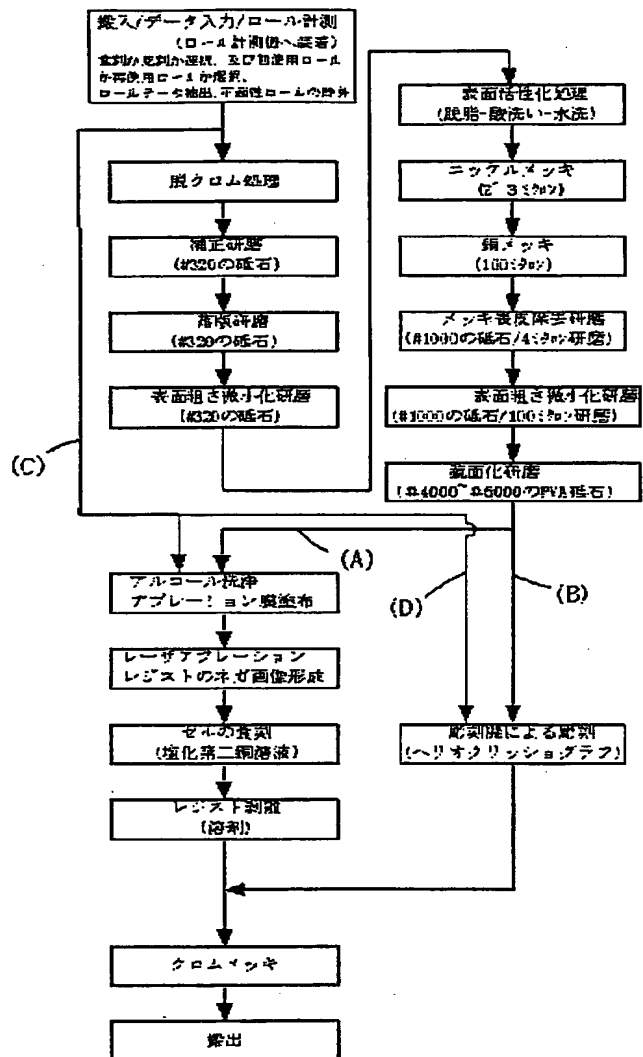 搬入/データ入力/ロール計測
(ロール計測機へ装着)
食刻か彫刻か選択、及び初使用ロール
か再使用ロールか選択、
ロールデータ抽出、不適性ロールの除外
脱クロム処理
補正研磨
(#320の砥石)
落版研磨
(#320の砥石)
表面粗さ微小化研磨
(#320の砥石)
表面活性化処理
(脱脂-酸洗い-水洗)
ニッケルメッキ
(2~3ミクロン)
銅メッキ
(100ミクロン)
メッキ表皮除去研磨
(#1000の砥石/4ミクロン研磨)
表面粗さ微小化研磨
(#1000の砥石/100ミクロン研磨)
鏡面化研磨
(#4000~#6000のPVA砥石)
(C)
(A)
(D)
(B)
アルコール洗浄
アブレーション膜塗布
レーザアブレーション
レジストのネガ画像形成
セルの食刻
(塩化第二銅溶液)
レジスト剥離
(溶剤)
彫刻機による彫刻
(ヘリオクリッショグラフ)
クロムメッキ
搬出